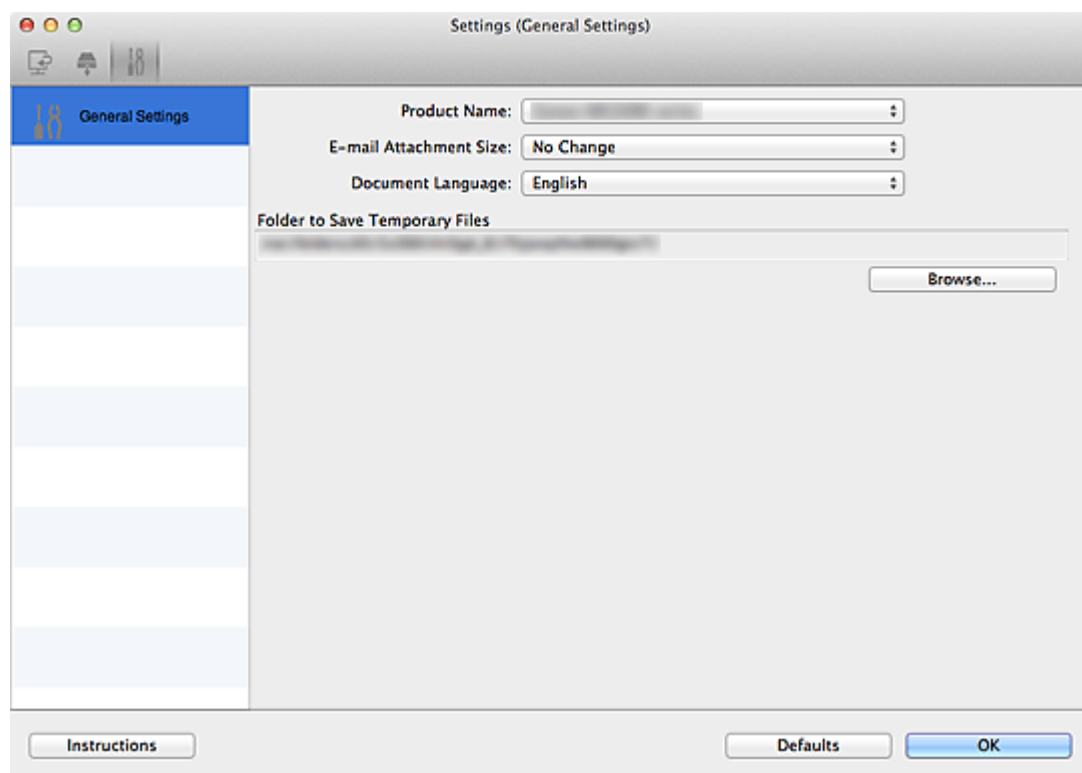 Settings (General Settings)
General Settings
Product Name:
E-mail Attachment Size: No Change
Document Language: English
Folder to Save Temporary Files
Browse...
Instructions
Defaults
OK